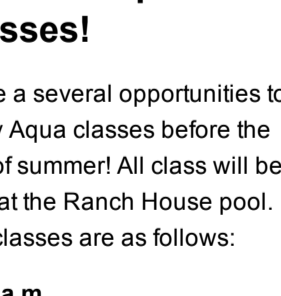 sses!
e a several opportunities to
Aqua Classes before the
of Summer! All classes will be
at the Ranch House pool.
classes are as follows:
a.m